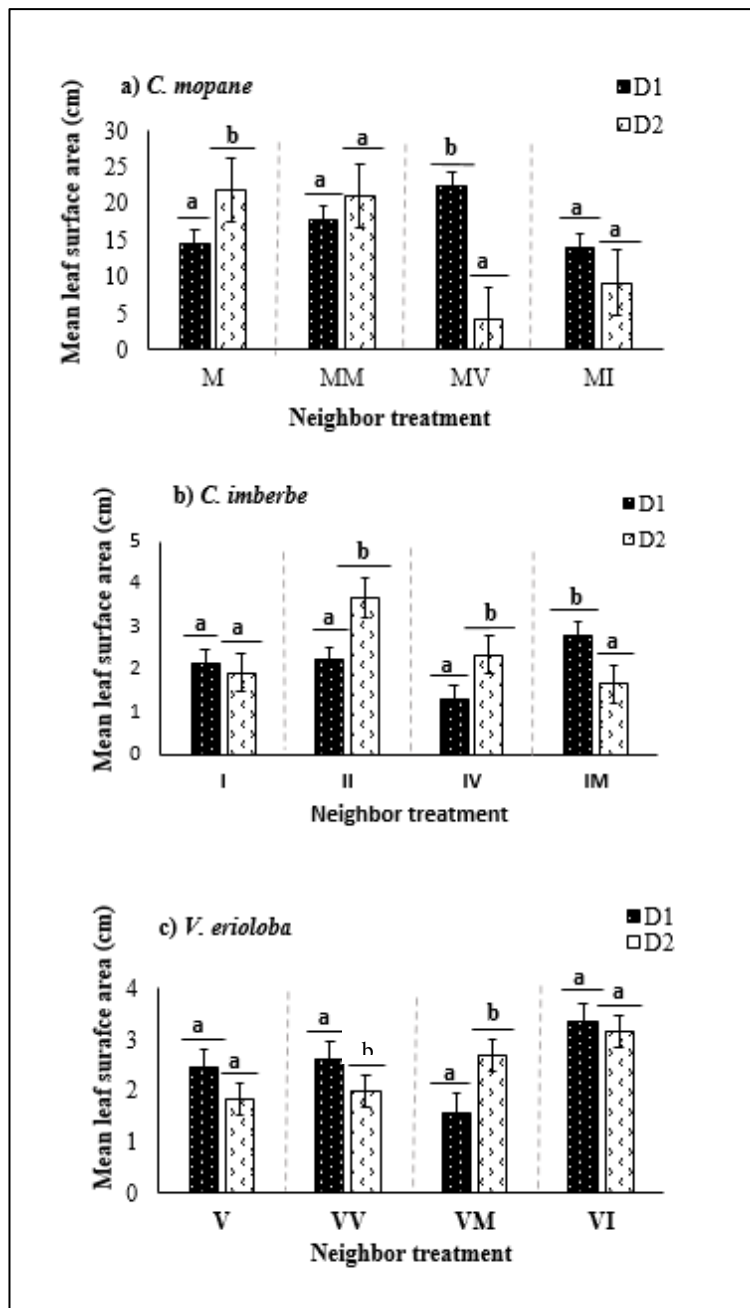 a) C. mopane
D1
D2
Mean leaf surface area (cm)
30
25
20
15
10
5
0
a
b
a
a
b
a
a
a
M MM MV MI
Neighbor treatment
b) C. imberbe
D1
D2
Mean leaf surface area (cm)
5
4
3
2
1
0
a
a
a
b
a
b
b
a
I II IV IM
Neighbor treatment
c) V. erioloba
D1
D2
Mean leaf surafce area (cm)
4
3
2
1
0
a
a
a
b
a
b
a
a
V VV VM VI
Neighbor treatment